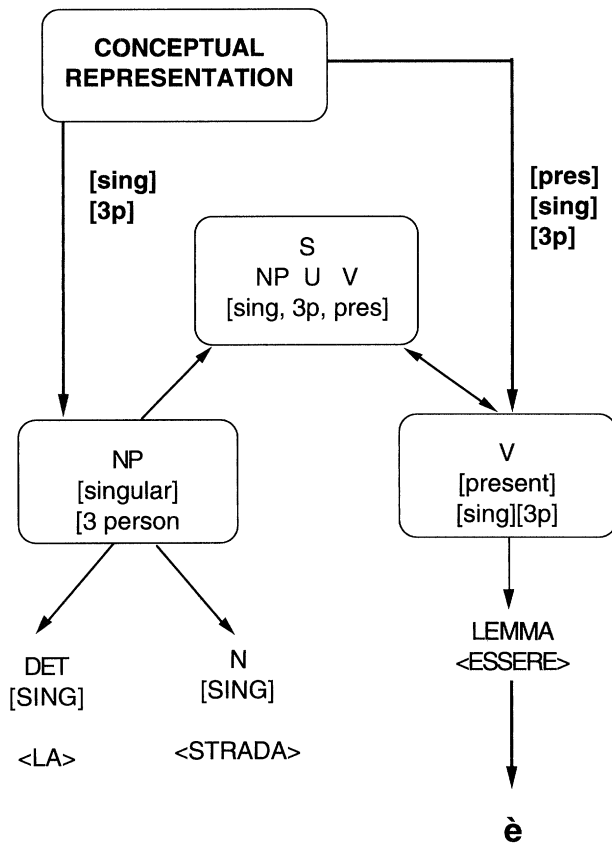 CONCEPTUAL
REPRESENTATION
[sing]
[3p]
[pres]
[sing]
[3p]
S
NP U V
[sing, 3p, pres]
NP
[singular]
[3 person
V
[present]
[sing][3p]
DET
[SING]
<LA>
N
[SING]
<STRADA>
LEMMA
<ESSERE>
è